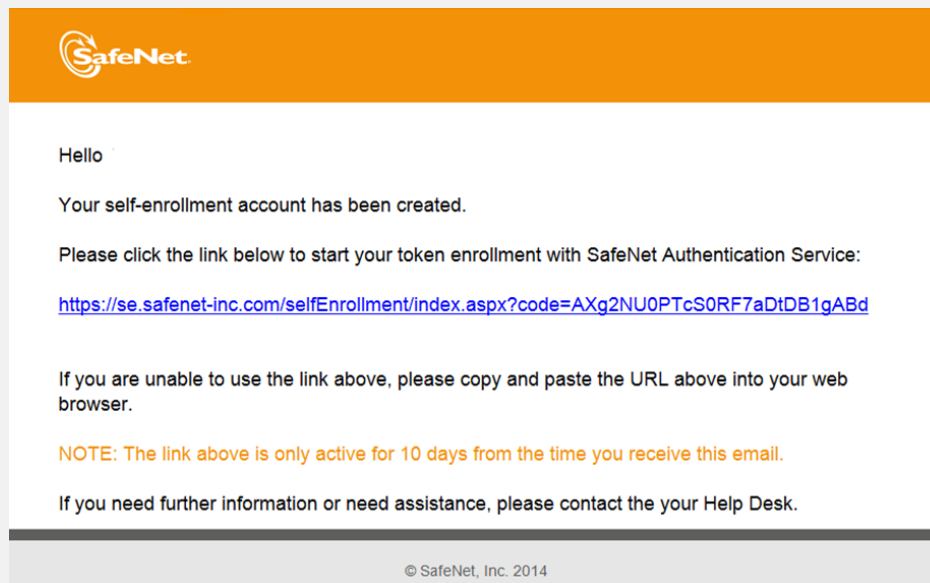 SafeNet.
Hello
Your self-enrollment account has been created.
Please click the link below to start your token enrollment with SafeNet Authentication Service:
https://se.safenet-inc.com/selfEnrollment/index.aspx?code=AXg2NU0PTcS0RF7aDtDB1gABd
If you are unable to use the link above, please copy and paste the URL above into your web
browser.
NOTE: The link above is only active for 10 days from the time you receive this email.
If you need further information or need assistance, please contact the your Help Desk.
© SafeNet, Inc. 2014